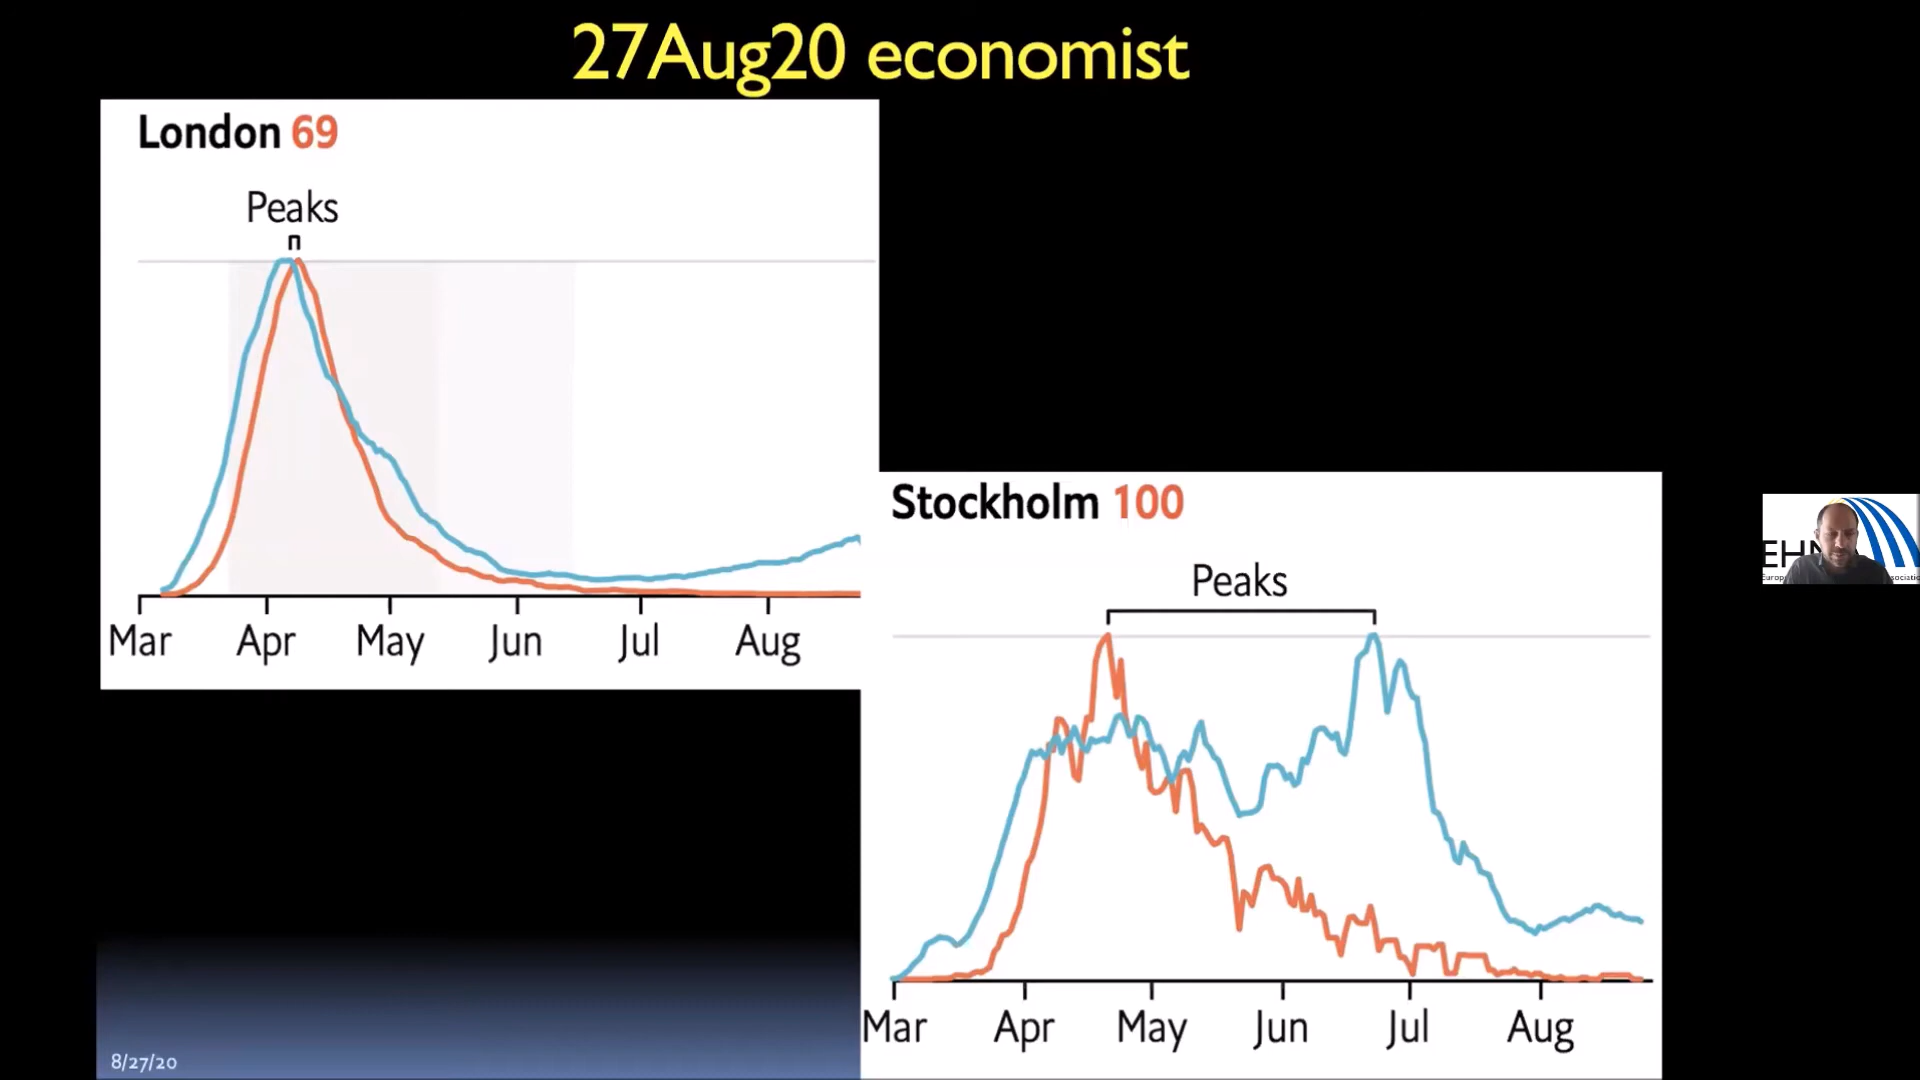 27Aug20 economist
London 69
Peaks
Mar Apr May Jun Jul Aug
Stockholm 100
Peaks
Mar Apr May Jun Jul Aug
8/27/20